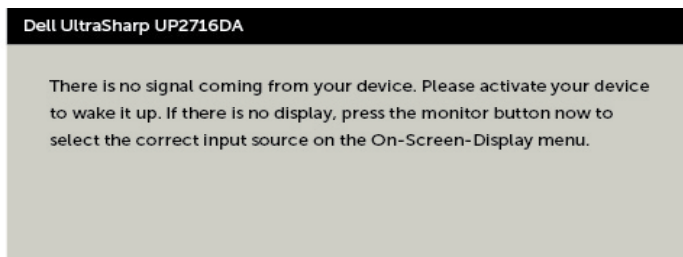 Dell UltraSharp UP2716DA
There is no signal coming from your device. Please activate your device
to wake it up. If there is no display, press the monitor button now to
select the correct input source on the On-Screen-Display menu.